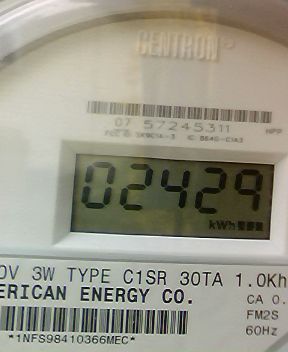 CENTRON®
07 57245311
HPP
02429
kWh
0V 3W TYPE C1SR 30TA 1.0Kh
ERICAN ENERGY CO.
CA 0.
FM2S
60Hz
*1NFS98410366MEC*